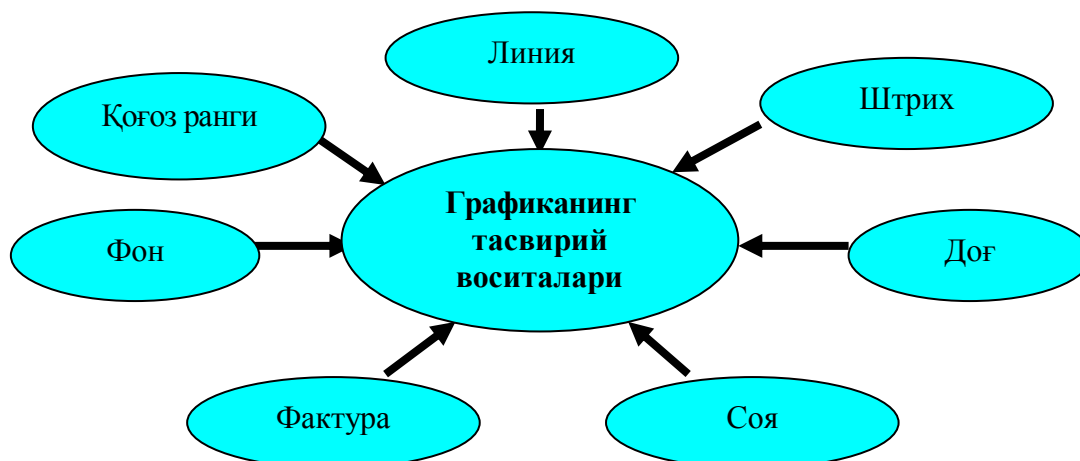 Линия
Штрих
Қоғоз ранги
Графиканинг
тасвирий
воситалари
Фон
Доғ
Фактура
Соя